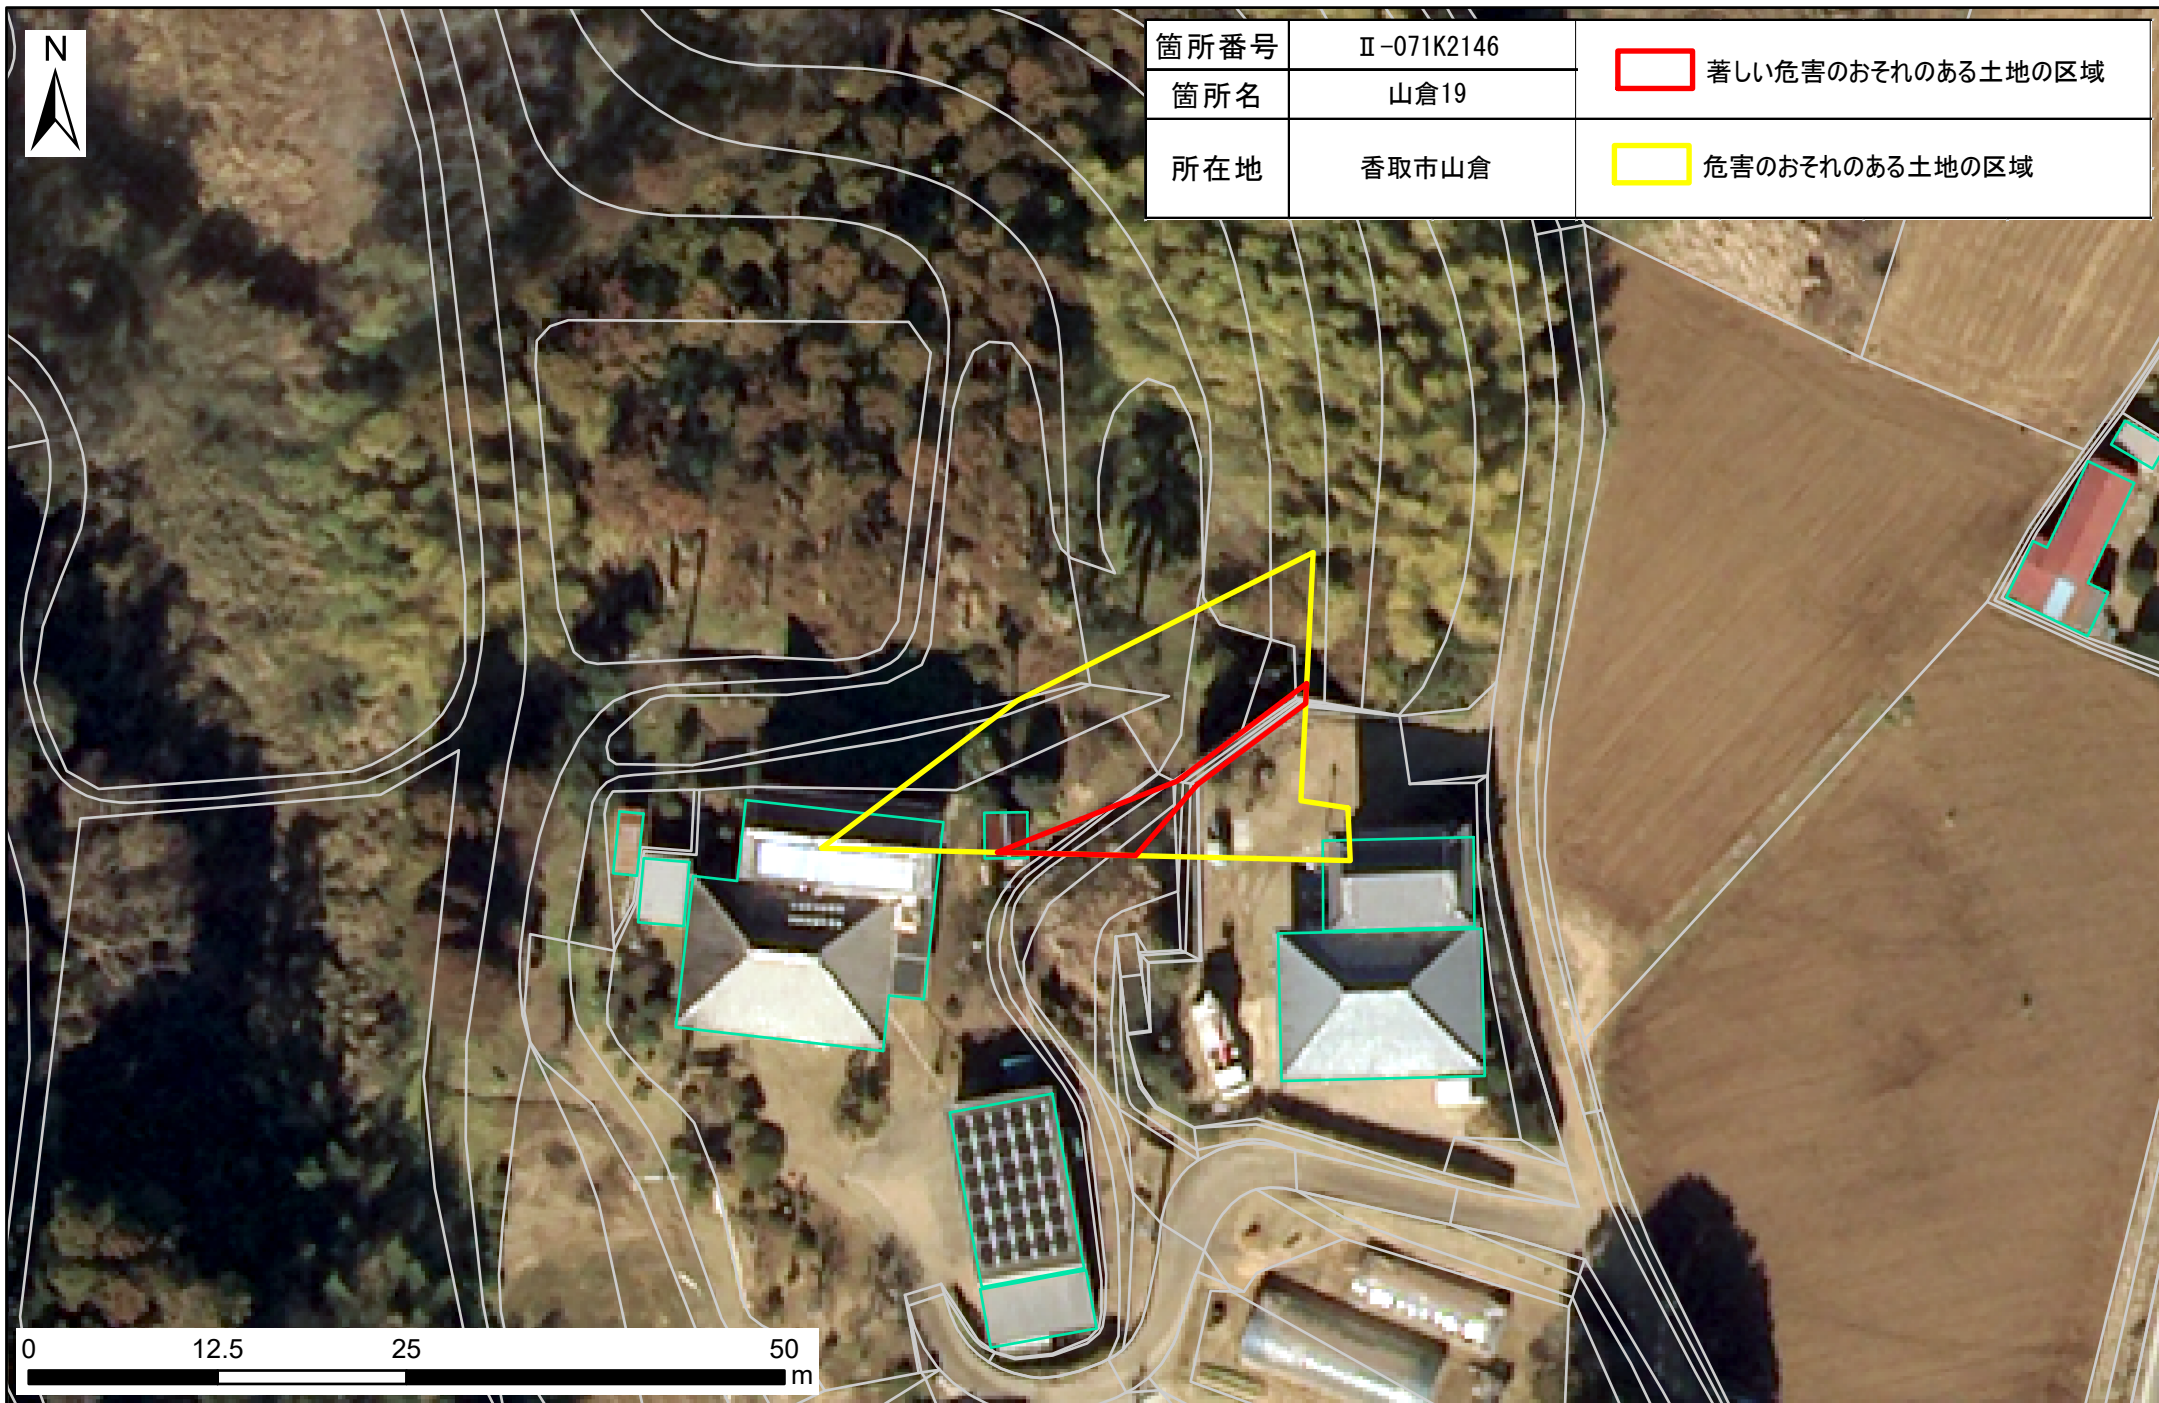 N
箇所番号 Ⅱ-071K2146
箇所名 山倉19
所在地 香取市山倉
著しい危害のおそれのある土地の区域
危害のおそれのある土地の区域
0 12.5 25 50
m